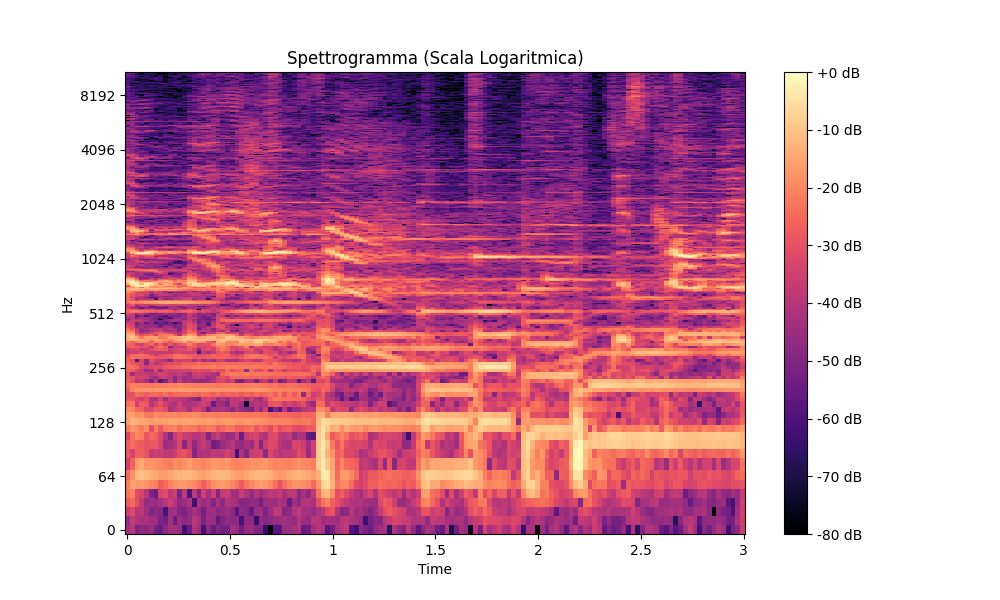 Spettrogramma (Scala Logaritmica)
Hz
8192
4096
2048
1024
512
256
128
64
0
0
0.5
1
1.5
2
2.5
3
Time
+0 dB
-10 dB
-20 dB
-30 dB
-40 dB
-50 dB
-60 dB
-70 dB
-80 dB